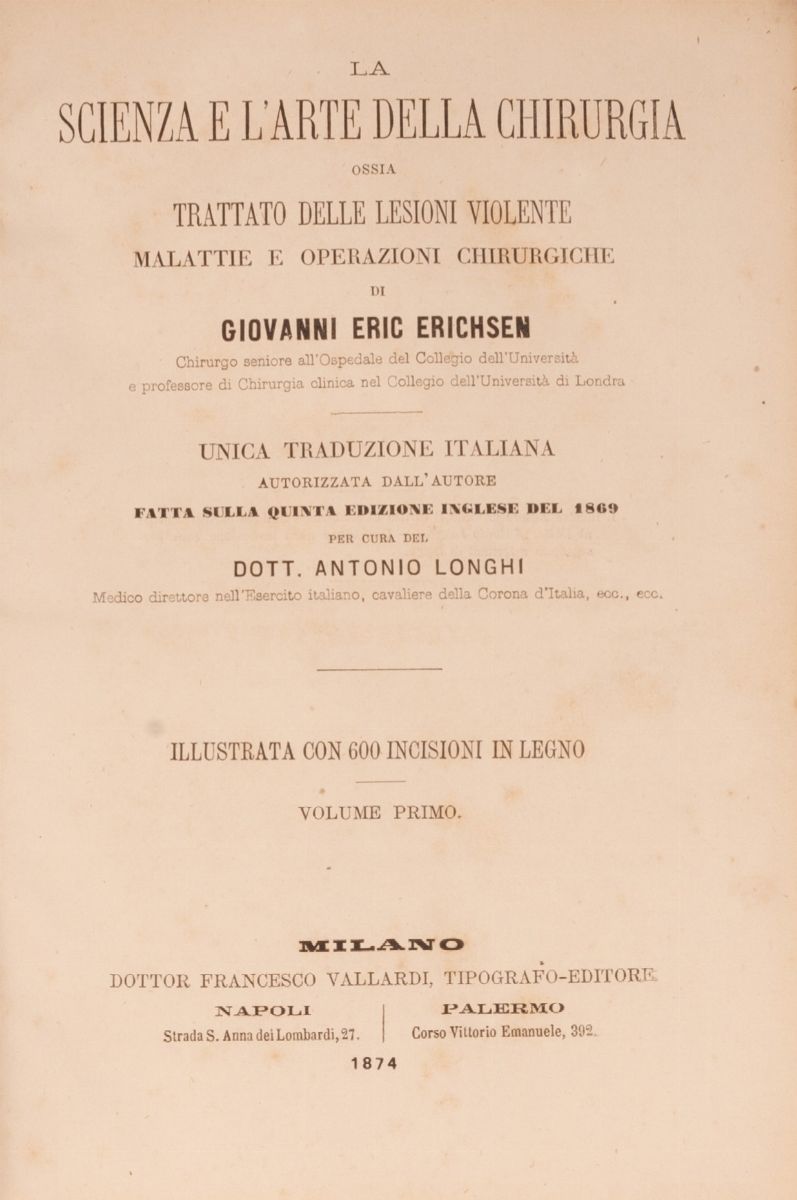 LA
SCIENZA E L'ARTE DELLA CHIRURGIA
OSSIA
TRATTATO DELLE LESIONI VIOLENTE
MALATTIE E OPERAZIONI CHIRURGICHE
DI
GIOVANNI ERIC ERICHSEN
Chirurgo seniore all'Ospedale del Collegio dell'Università
e professore di Chirurgia clinica nel Collegio dell'Università di Londra
UNICA TRADUZIONE ITALIANA
AUTORIZZATA DALL'AUTORE
FATTA SULLA QUINTA EDIZIONE INGLESE DEL 1869
PER CURA DEL
DOTT. ANTONIO LONGHI
Medico direttore nell'Esercito italiano, cavaliere della Corona d'Italia, ecc., ecc.
ILLUSTRATA CON 600 INCISIONI IN LEGNO
VOLUME PRIMO.
MILANO
DOTTOR FRANCESCO VALLARDI, TIPOGRAFO-EDITORE
NAPOLI
Strada S. Anna dei Lombardi, 27.
PALERMO
Corso Vittorio Emanuele, 392.
1874